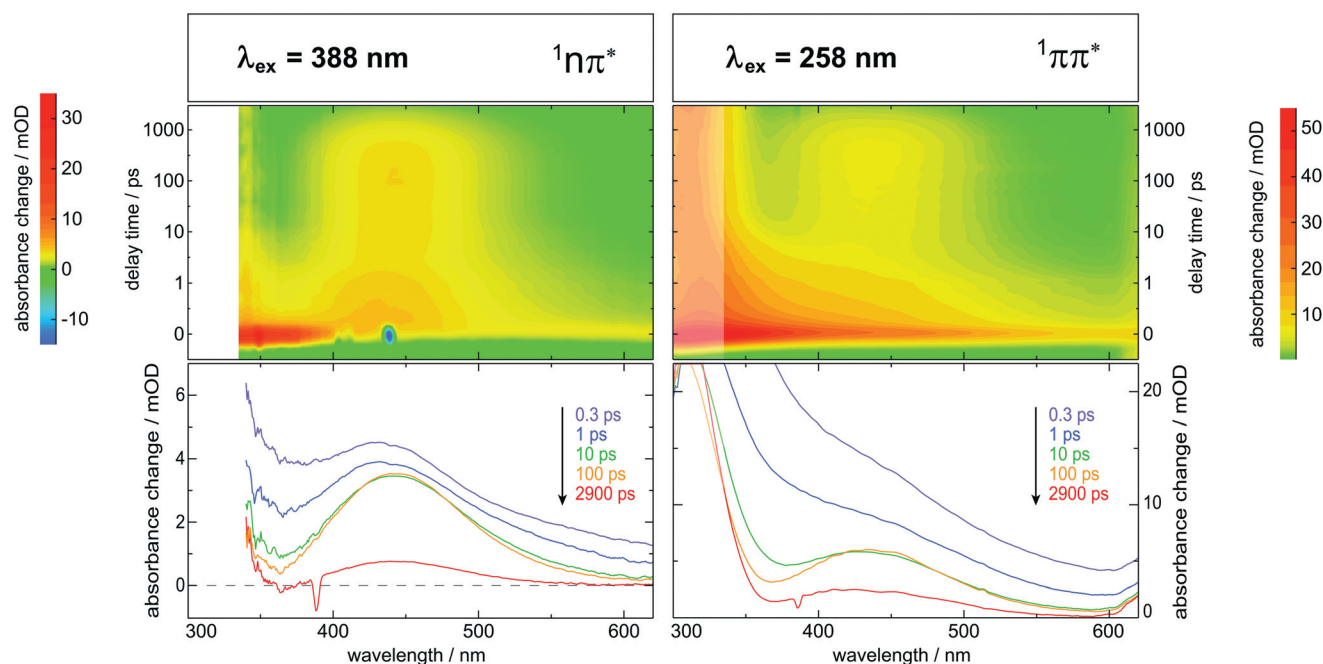 λex = 388 nm
¹nπ*
λex = 258 nm
¹ππ*
absorbance change / mOD
30
20
10
0
-10
delay time / ps
1000
100
10
1
0
1000
100
10
1
0
delay time / ps
absorbance change / mOD
50
40
30
20
10
absorbance change / mOD
6
4
2
0
0.3 ps
1 ps
10 ps
100 ps
2900 ps
300
400
500
600
wavelength / nm
0.3 ps
1 ps
10 ps
100 ps
2900 ps
20
10
0
absorbance change / mOD
300
400
500
600
wavelength / nm